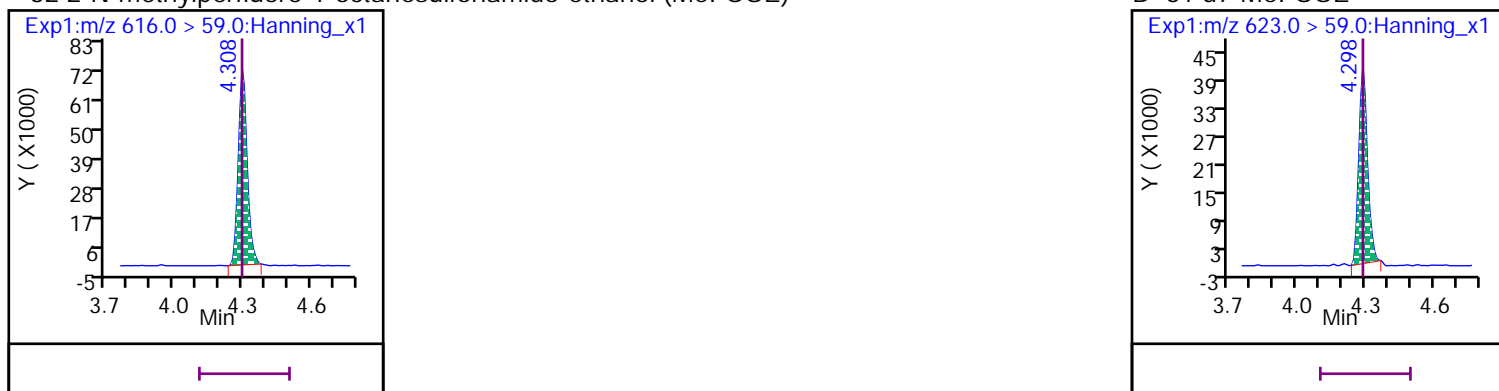 Exp1:m/z 616.0 > 59.0:Hanning_x1
83
72
61
50
39
28
17
6
-5
Y ( X1000)
4.308
3.7 4.0 4.3 4.6
Min
Exp1:m/z 623.0 > 59.0:Hanning_x1
45
39
33
27
21
15
9
3
-3
Y ( X1000)
4.298
3.7 4.0 4.3 4.6
Min